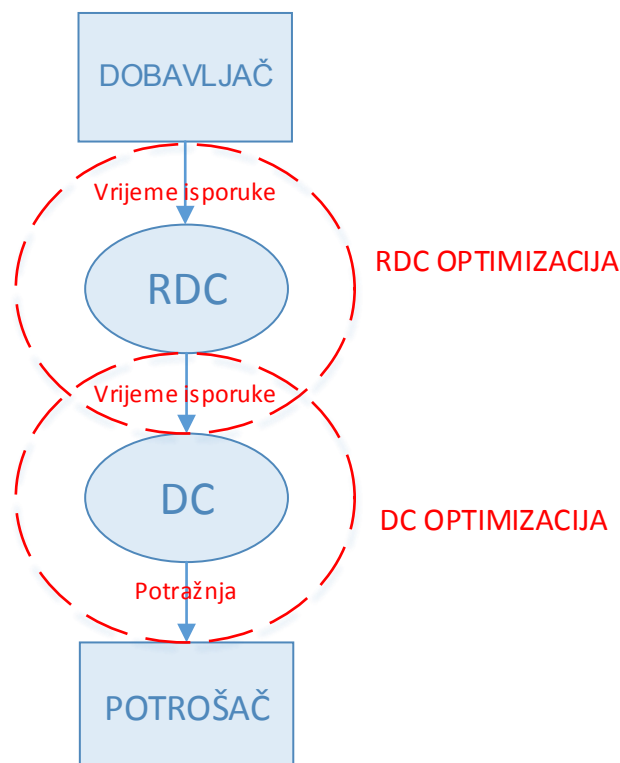 DOBAVLJAČ
Vrijeme isporuke
RDC OPTIMIZACIJA
RDC
Vrijeme isporuke
DC
DC OPTIMIZACIJA
Potražnja
POTROŠAČ